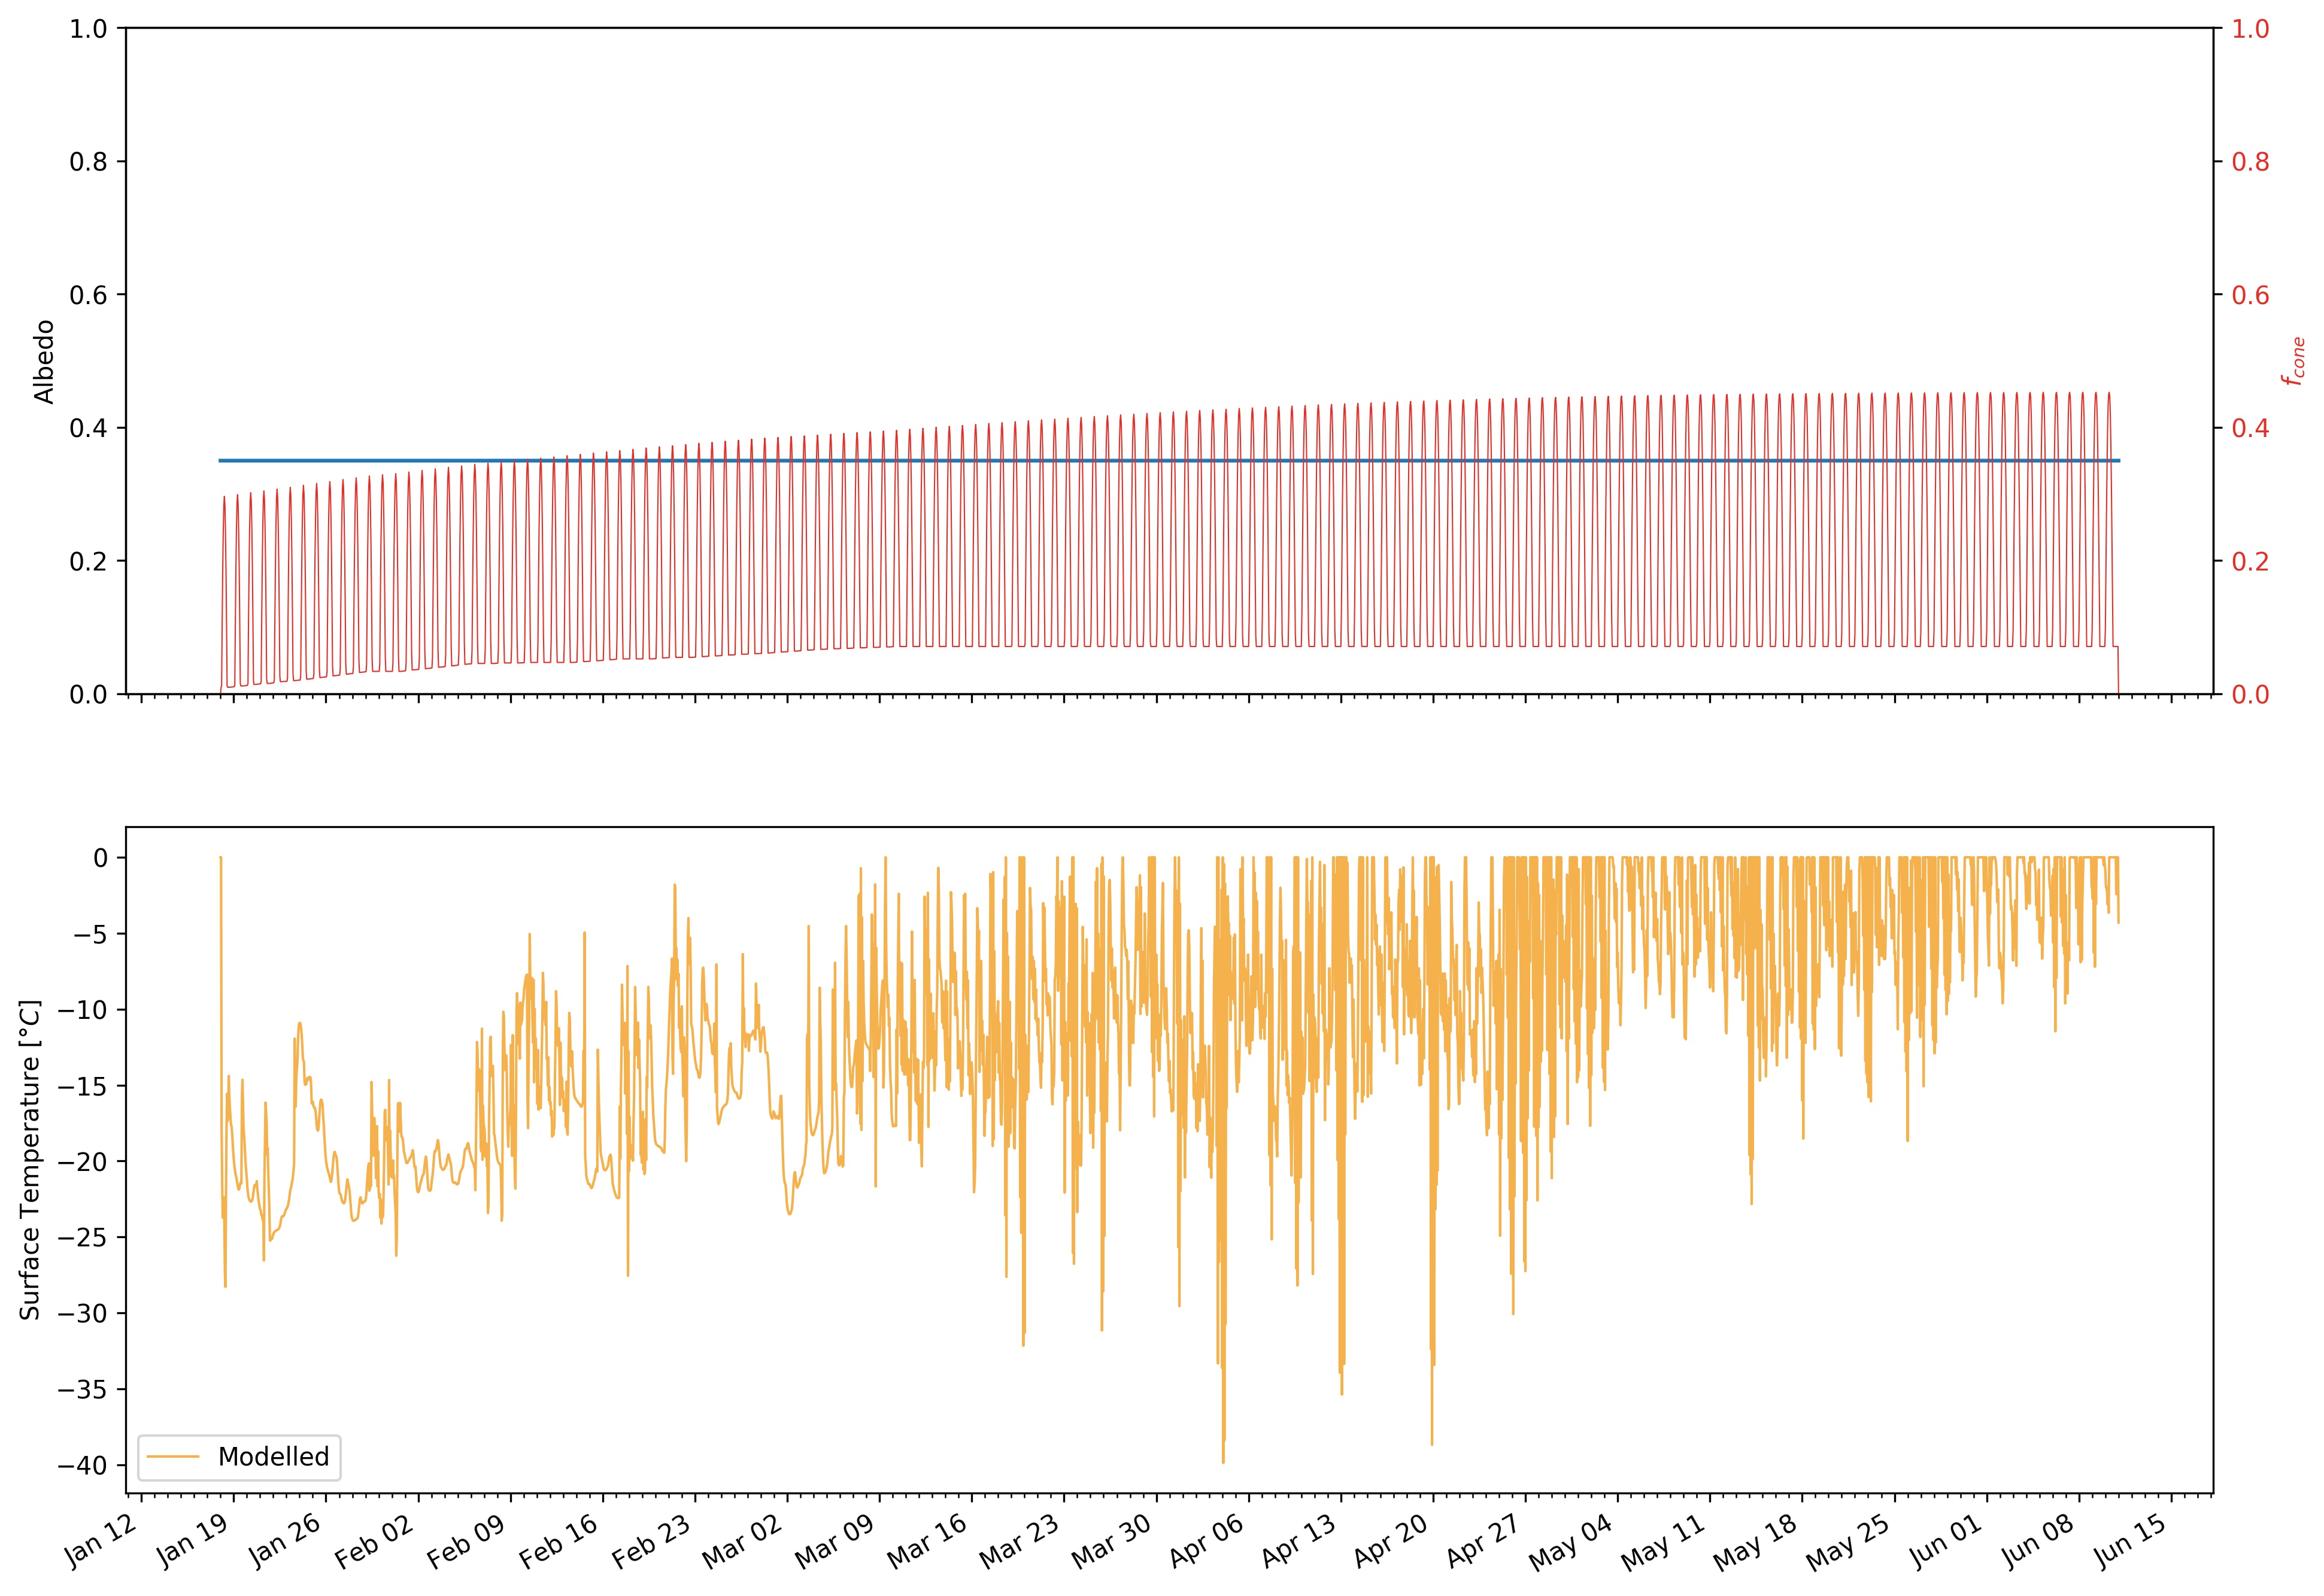 1.0
0.8
0.6
0.4
0.2
0.0
Albedo
1.0
0.8
0.6
0.4
0.2
0.0
f_cone
0
−5
−10
−15
−20
−25
−30
−35
−40
Surface Temperature [°C]
Modelled
Jan 12
Jan 19
Jan 26
Feb 02
Feb 09
Feb 16
Feb 23
Mar 02
Mar 09
Mar 16
Mar 23
Mar 30
Apr 06
Apr 13
Apr 20
Apr 27
May 04
May 11
May 18
May 25
Jun 01
Jun 08
Jun 15